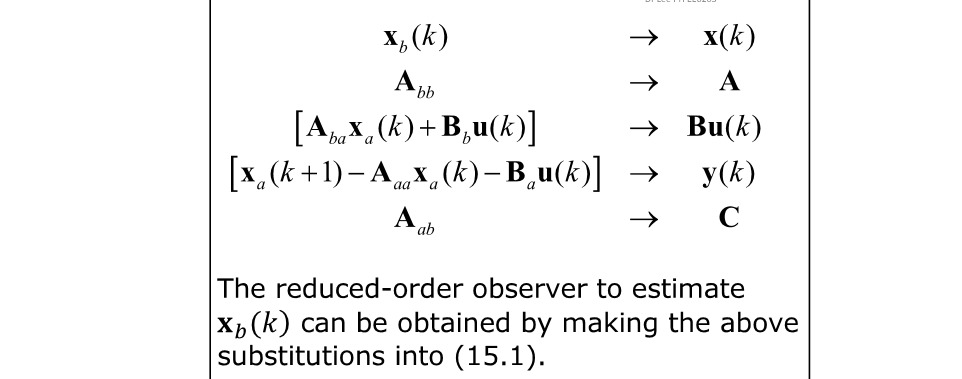 x_b(k) → x(k)
A_bb → A
[A_ba x_a(k) + B_b u(k)] → Bu(k)
[x_a(k+1) − A_aa x_a(k) − B_a u(k)] → y(k)
A_ab → C
The reduced-order observer to estimate
x_b(k) can be obtained by making the above
substitutions into (15.1).